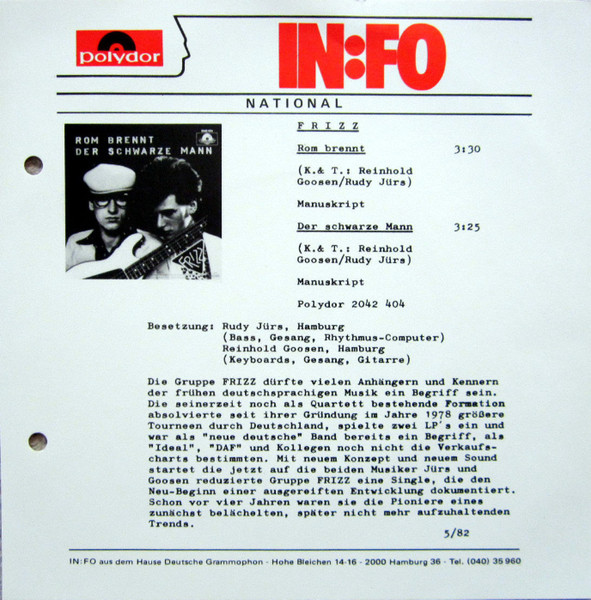 polydor
IN:FO
NATIONAL
ROM BRENNT
DER SCHWARZE MANN
FRIZZ
F R I Z Z
Rom brennt 3:30
(K.& T.: Reinhold
Goosen/Rudy Jürs)
Manuskript
Der schwarze Mann 3:25
(K.& T.: Reinhold
Goosen/Rudy Jürs)
Manuskript
Polydor 2042 404
Besetzung: Rudy Jürs, Hamburg
(Bass, Gesang, Rhythmus-Computer)
Reinhold Goosen, Hamburg
(Keyboards, Gesang, Gitarre)
Die Gruppe FRIZZ dürfte vielen Anhängern und Kennern
der frühen deutschsprachigen Musik ein Begriff sein.
Die seinerzeit noch als Quartett bestehende Formation
absolvierte seit ihrer Gründung im Jahre 1978 größere
Tourneen durch Deutschland, spielte zwei LP's ein und
war als "neue deutsche" Band bereits ein Begriff, als
"Ideal", "DAF" und Kollegen noch nicht die Verkaufs-
charts bestimmten. Mit neuem Konzept und neuem Sound
startet die jetzt auf die beiden Musiker Jürs und
Goosen reduzierte Gruppe FRIZZ eine Single, die den
Neu-Beginn einer ausgereiften Entwicklung dokumentiert.
Schon vor vier Jahren waren sie die Pioniere eines
zunächst belächelten, später nicht mehr aufzuhaltenden
Trends.
5/82
IN:FO aus dem Hause Deutsche Grammophon · Hohe Bleichen 14-16 · 2000 Hamburg 36 · Tel. (040) 35 960